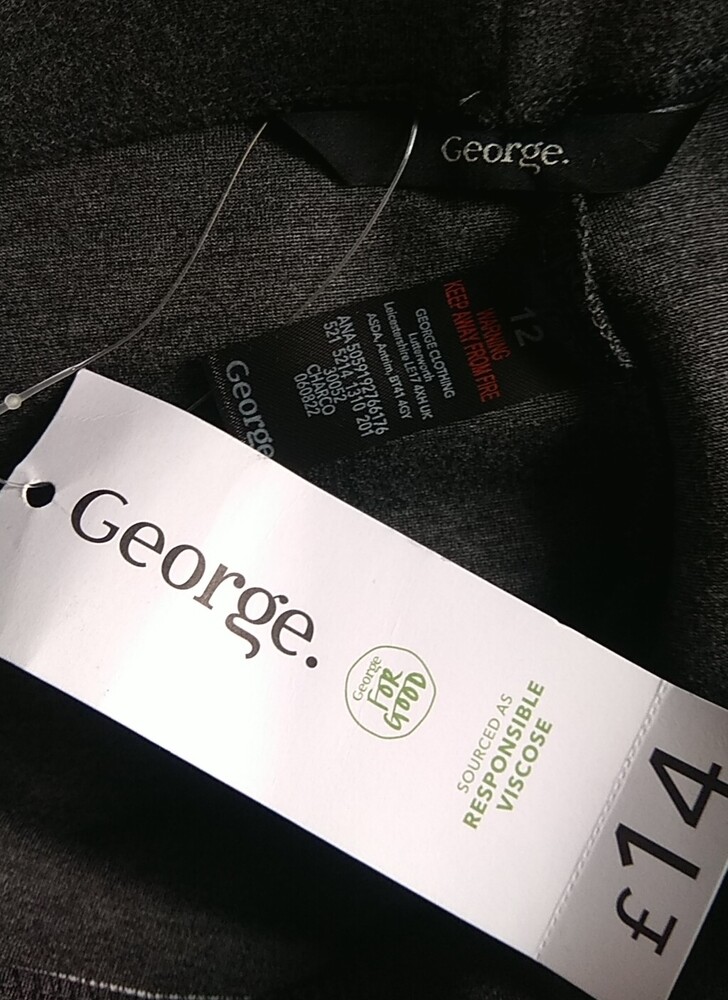 George.
12
WARNING
KEEP AWAY FROM FIRE
GEORGE CLOTHING
Lutterworth
Leicestershire LE17 4XH UK
ASDA, Antrim, BT41 4GY
ANA 5059192766176
521 5214 1310 201
30052
CHARCO
060822
George
George.
George
FOR
GOOD
SOURCED AS
RESPONSIBLE
VISCOSE
£14